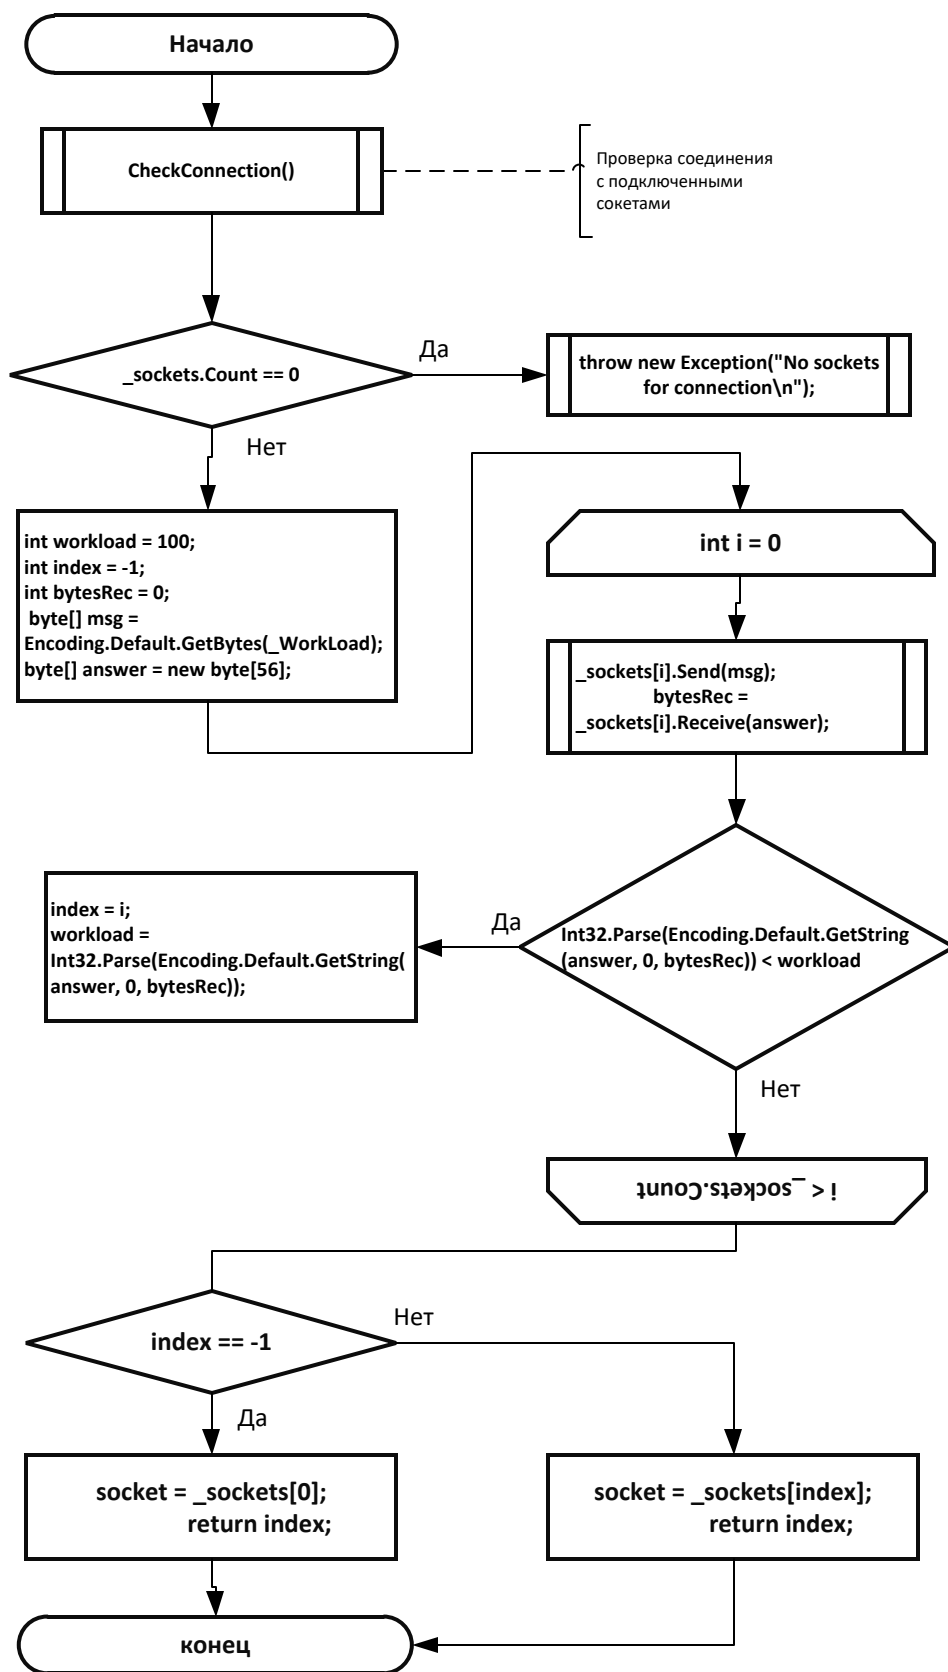 Начало
CheckConnection()
Проверка соединения
с подключенными
сокетами
_sockets.Count == 0
Да
throw new Exception("No sockets
for connection\n");
Нет
int workload = 100;
int index = -1;
int bytesRec = 0;
byte[] msg =
Encoding.Default.GetBytes(_WorkLoad);
byte[] answer = new byte[56];
int i = 0
_sockets[i].Send(msg);
bytesRec =
_sockets[i].Receive(answer);
Int32.Parse(Encoding.Default.GetString
(answer, 0, bytesRec)) < workload
Да
index = i;
workload =
Int32.Parse(Encoding.Default.GetString(
answer, 0, bytesRec));
Нет
i < _sockets.Count
index == -1
Нет
Да
socket = _sockets[0];
return index;
socket = _sockets[index];
return index;
конец